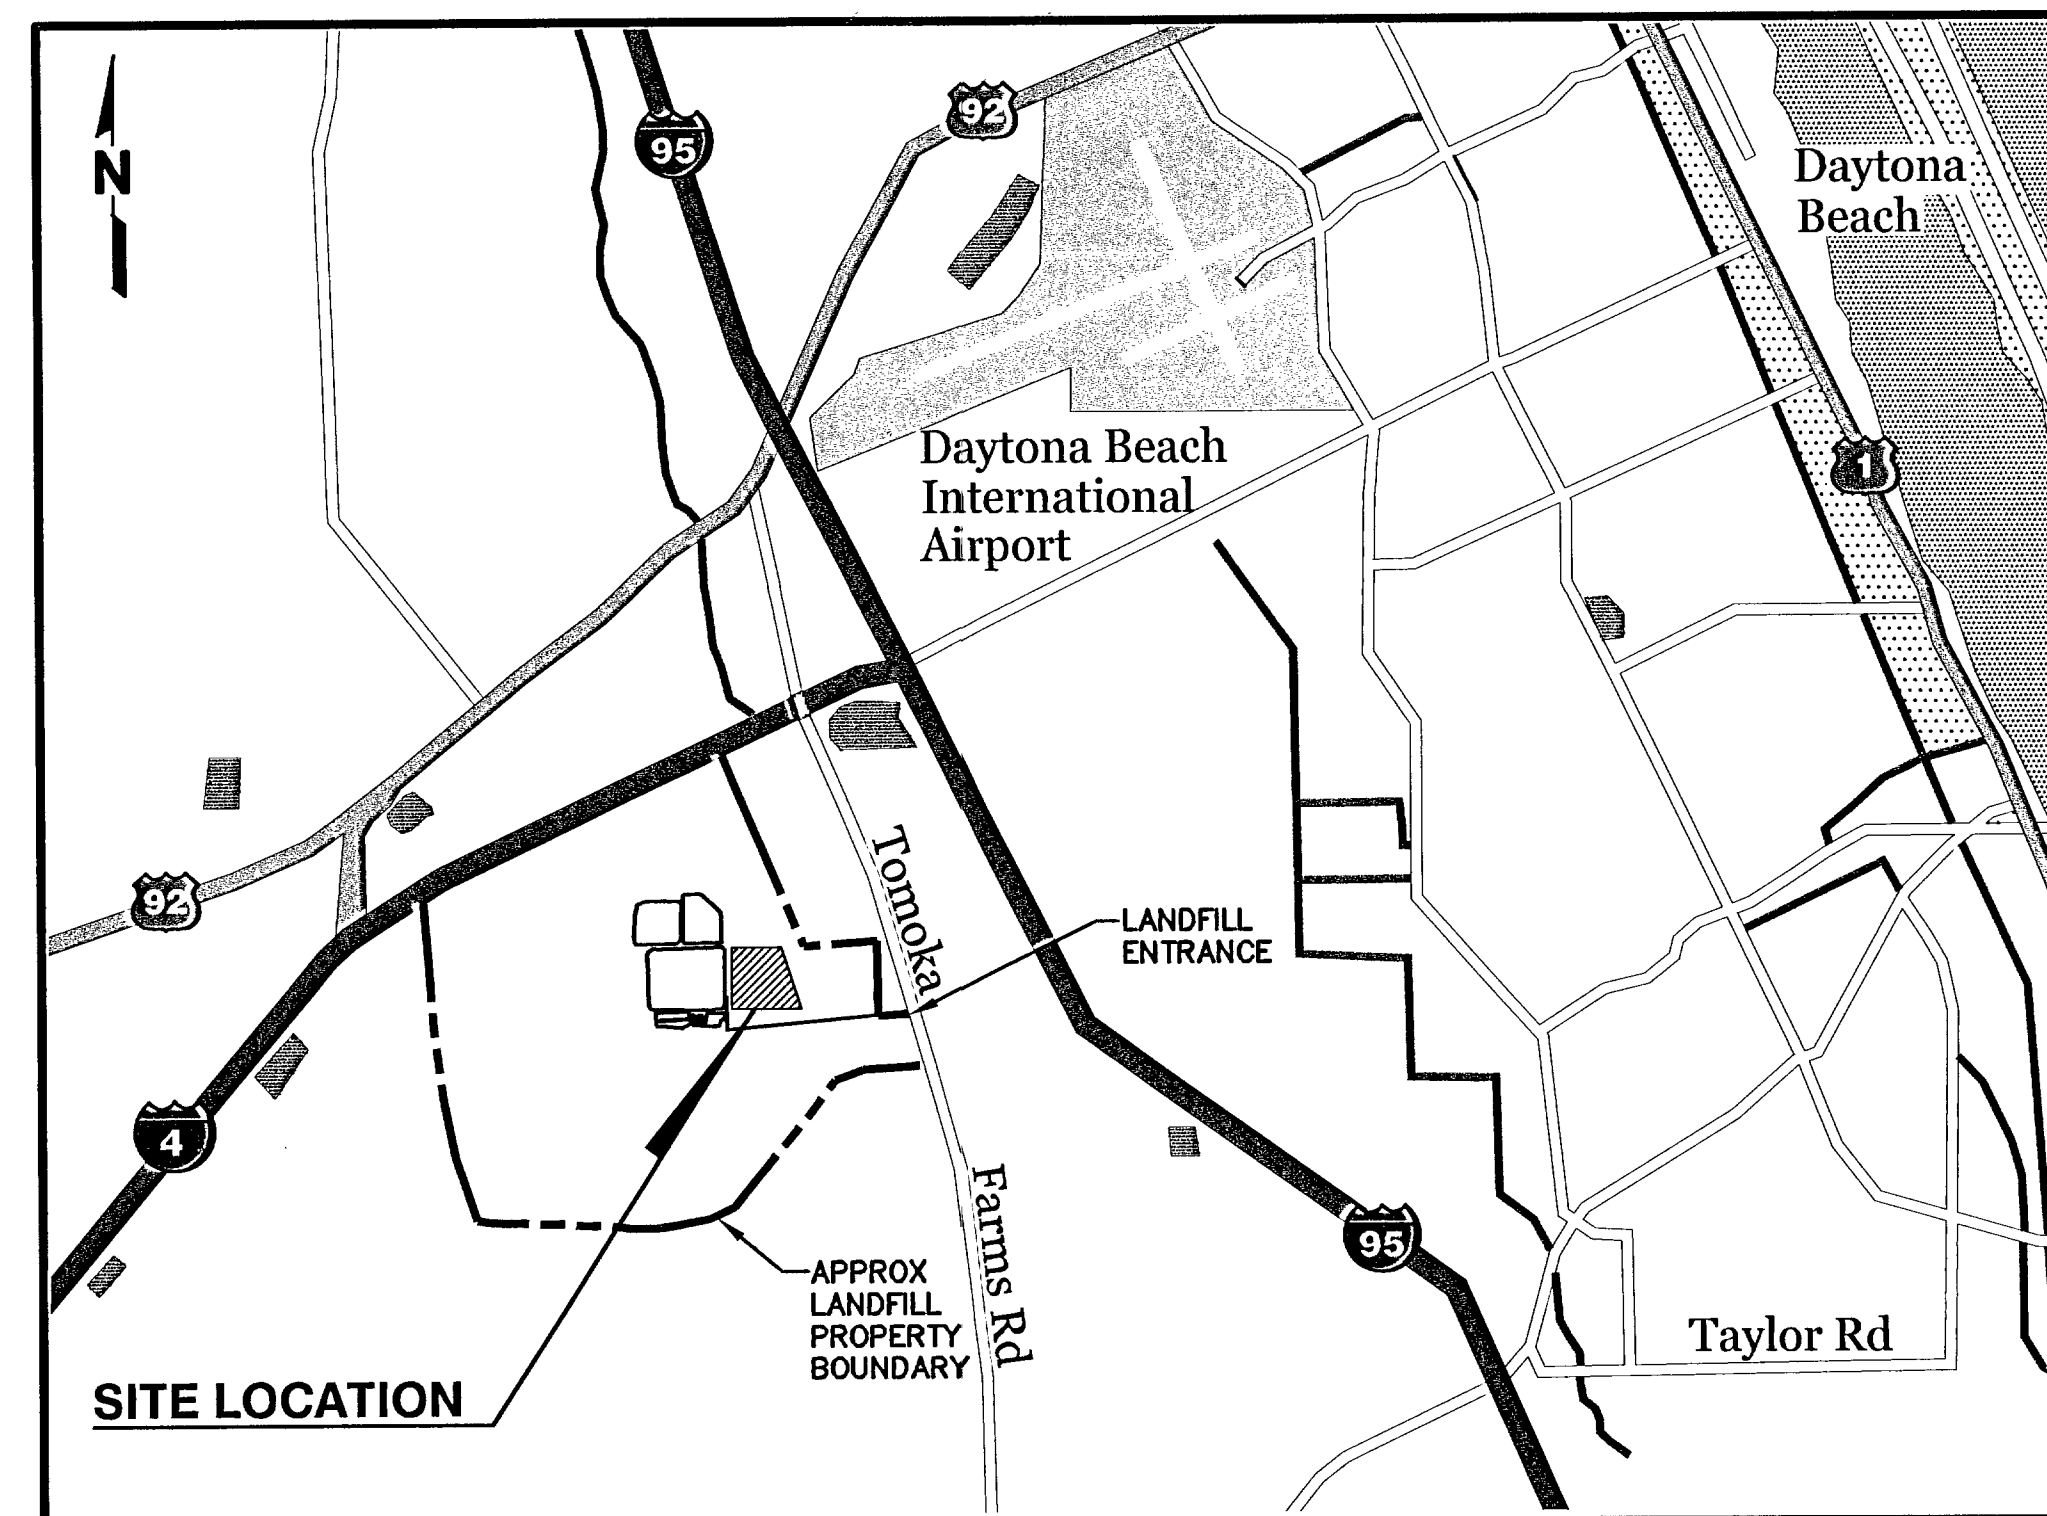 92
95
N
Daytona
Beach
Daytona Beach
International
Airport
1
Tomoka
92
LANDFILL
ENTRANCE
4
Farms Rd
95
APPROX
LANDFILL
PROPERTY
BOUNDARY
Taylor Rd
SITE LOCATION